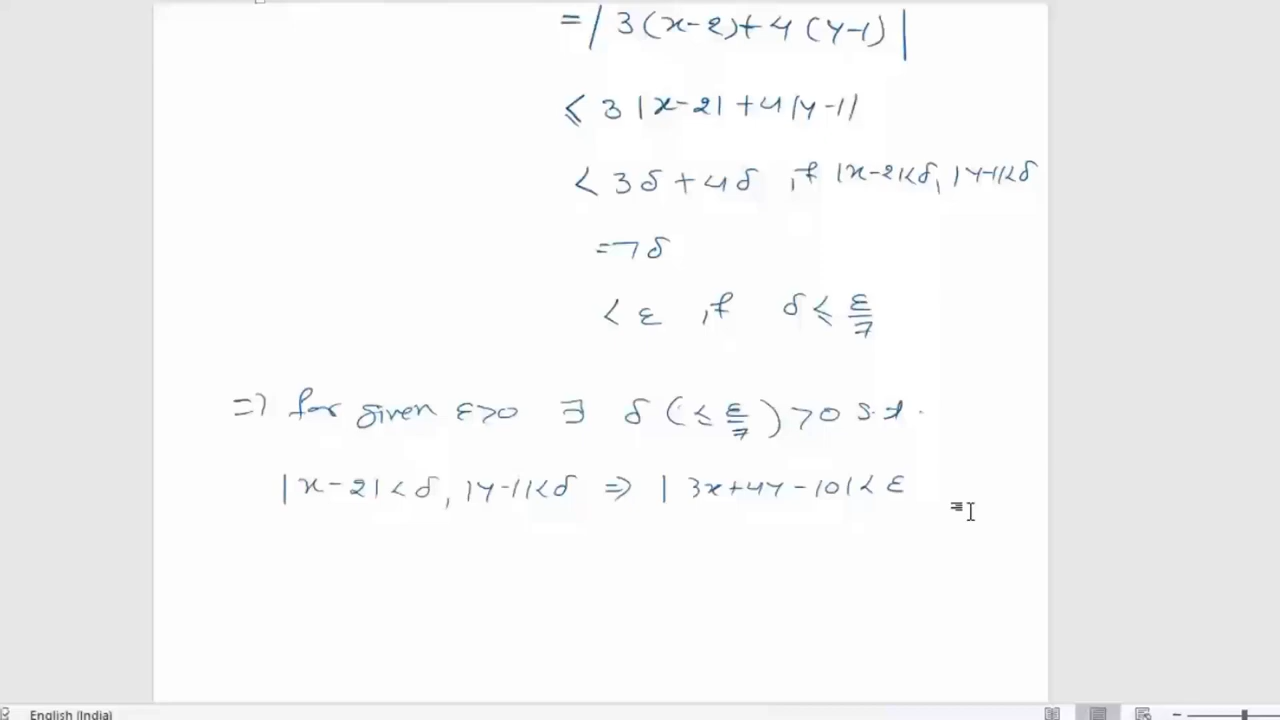 = | 3(x-2)+4(y-1) |
≤ 3 |x-2| +4|y-1|
< 3δ+4δ if |x-2|<δ, |y-1|<δ
=7δ
< ε if δ ≤ ε/7
=> for given ε>0 ∃ δ (≤ ε/7) >0 s.t.
|x-2|<δ, |y-1|<δ => | 3x+4y-10|< ε
English (India)